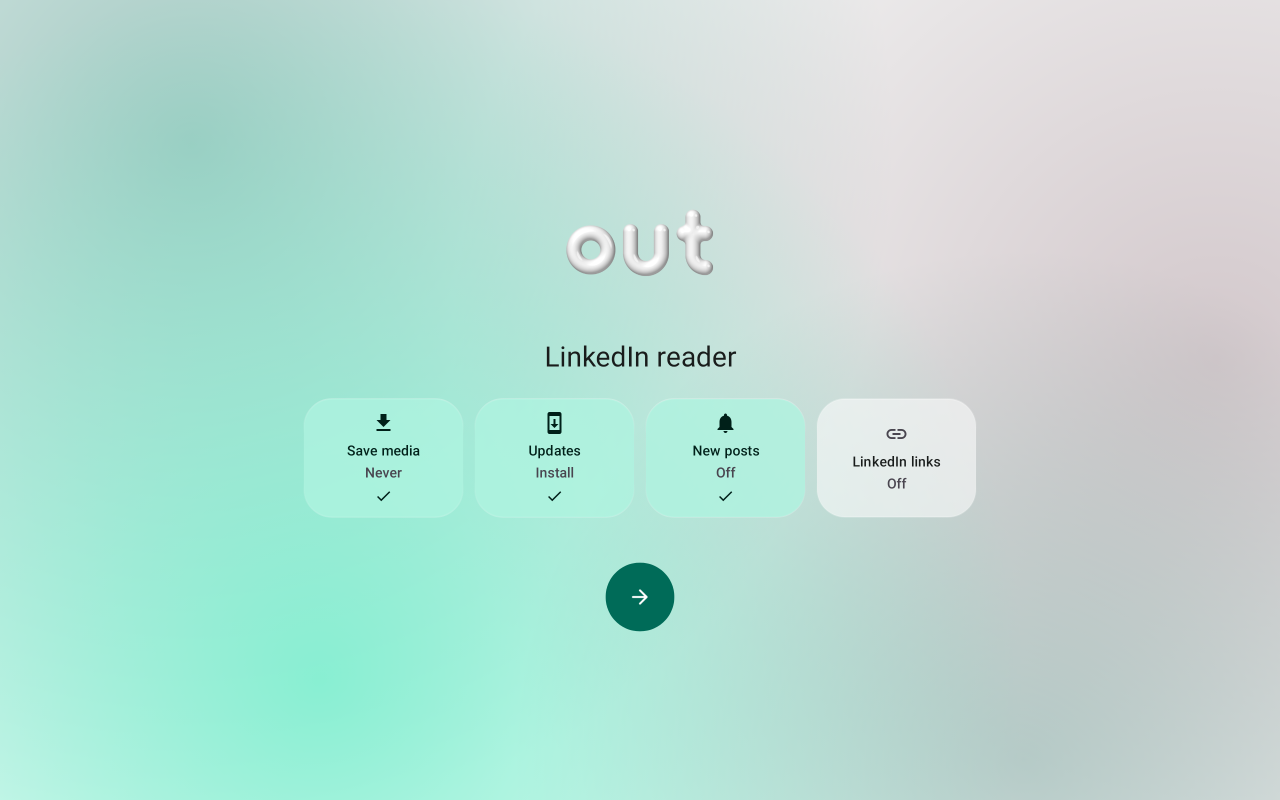 out
LinkedIn reader
Save media
Never
Updates
Install
New posts
Off
LinkedIn links
Off